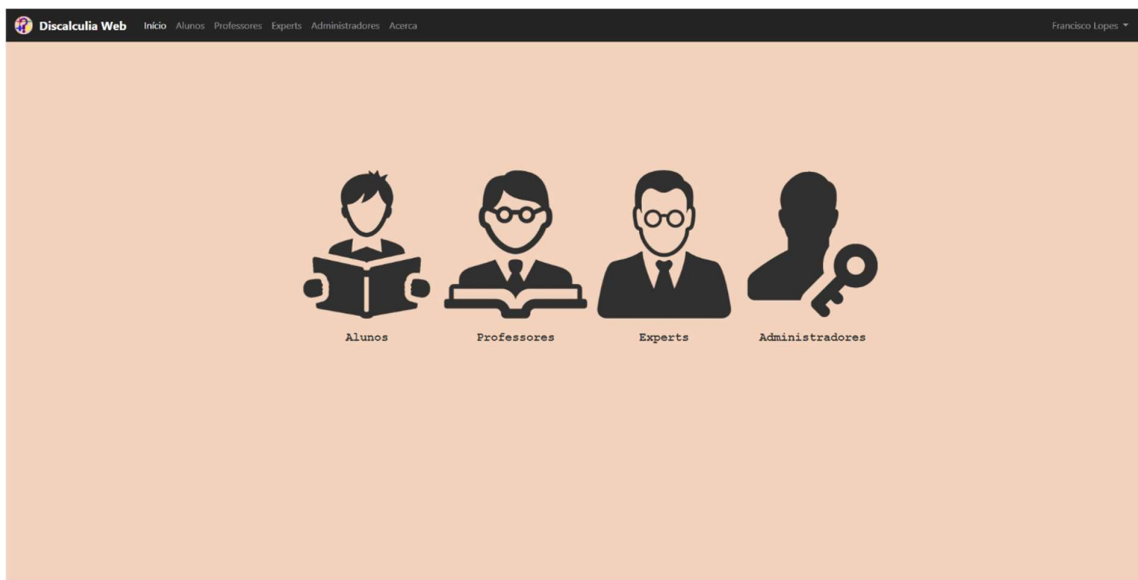 Discalculia Web Início Alunos Professores Experts Administradores Acerca Francisco Lopes
Alunos Professores Experts Administradores